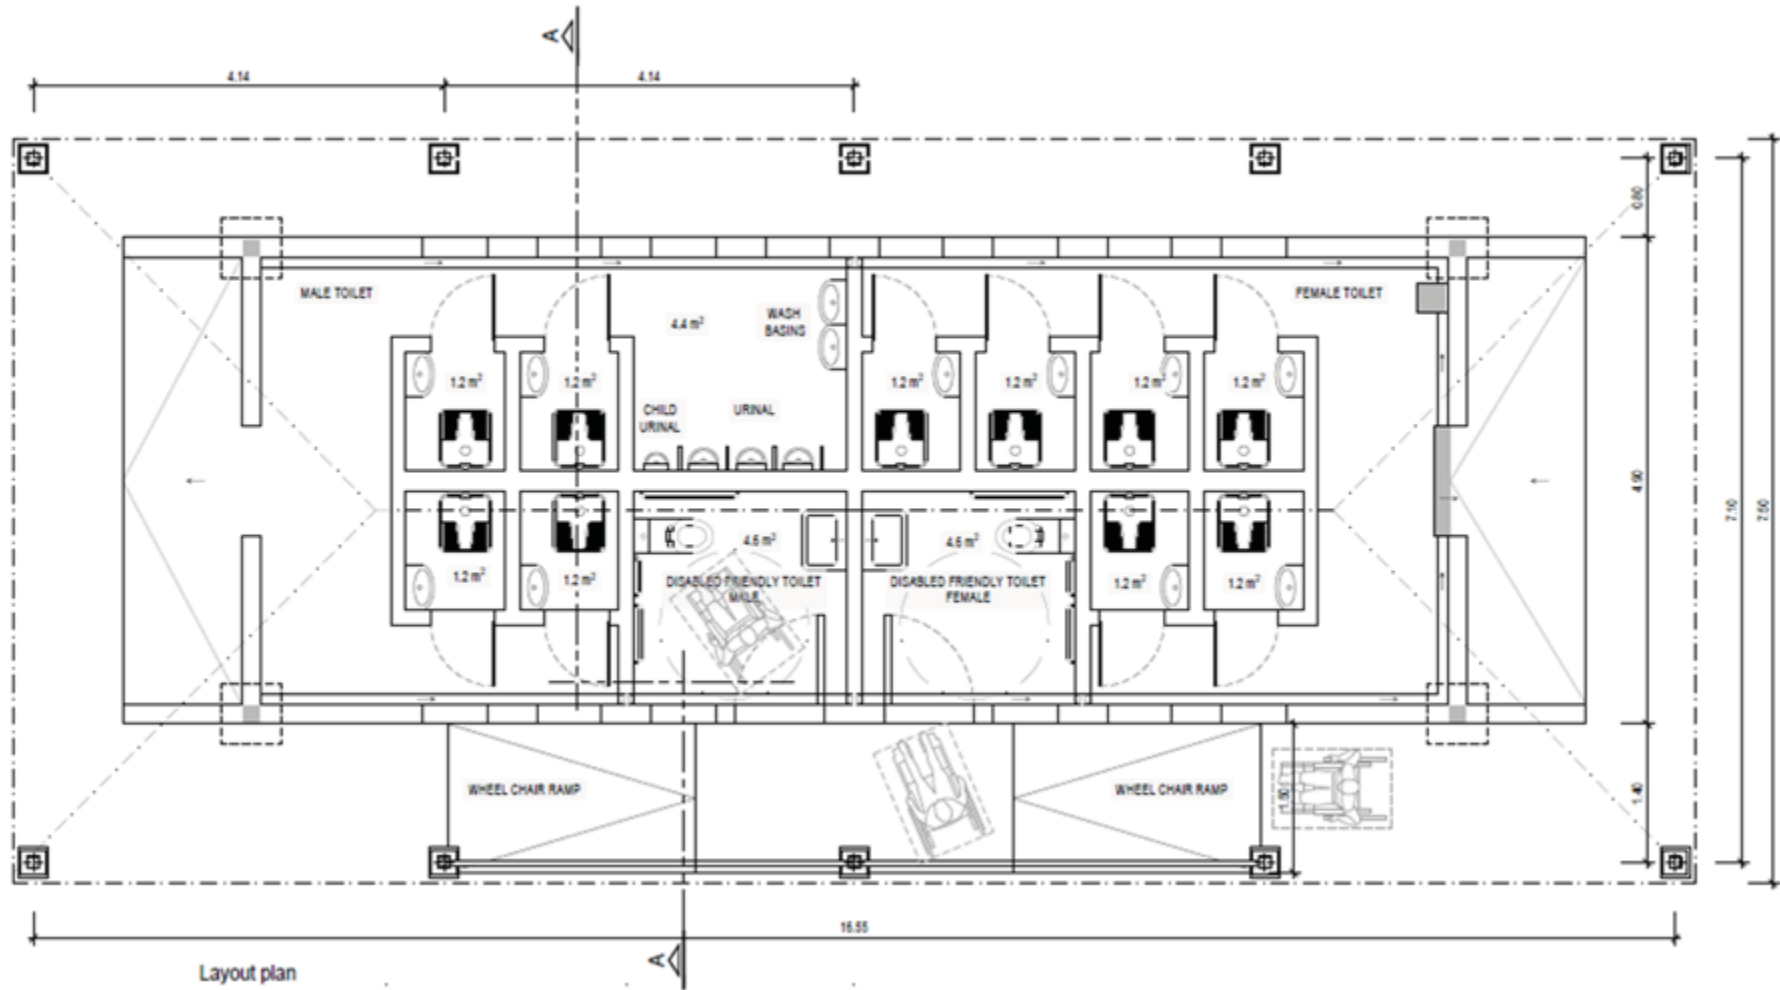 A
4.14
4.14
MALE TOILET
4.4 m²
WASH
BASINS
FEMALE TOILET
0.80
1.2 m²
1.2 m²
1.2 m²
1.2 m²
1.2 m²
1.2 m²
CHILD
URINAL
URINAL
4.90
7.10
7.50
4.6 m²
4.6 m²
1.2 m²
1.2 m²
DISABLED FRIENDLY TOILET
MALE
DISABLED FRIENDLY TOILET
FEMALE
1.2 m²
1.2 m²
WHEEL CHAIR RAMP
WHEEL CHAIR RAMP
1.50
1.40
16.55
A
Layout plan